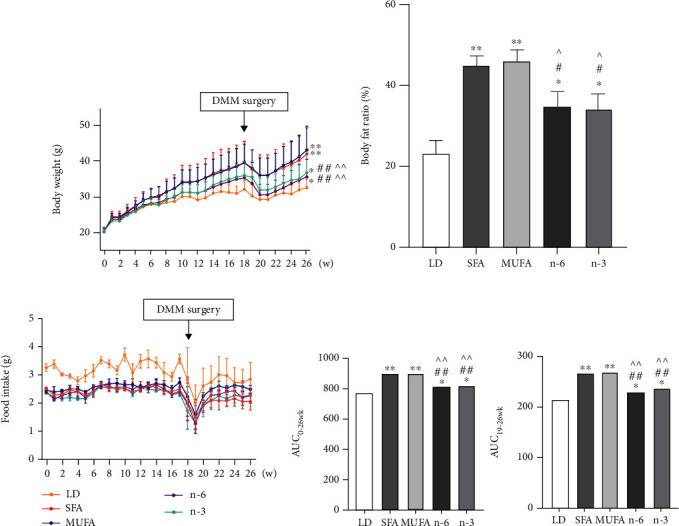 DMM surgery
Body weight (g)
50
40
30
20
0 2 4 6 8 10 12 14 16 18 20 22 24 26 (w)
**
**
* ## ^^
* ## ^^
Body fat ratio (%)
60
40
20
0
** ** ^ ^
# #
* *
LD SFA MUFA n-6 n-3
DMM surgery
Food intake (g)
5
4
3
2
1
0
0 2 4 6 8 10 12 14 16 18 20 22 24 26 (w)
LD
SFA
MUFA
n-6
n-3
AUC0-26wk
1000
800
600
400
200
0
** ** ^^ ^^
## ##
* *
LD SFA MUFA n-6 n-3
AUC19-26wk
300
200
100
0
** ** ^^ ^^
## ##
* *
LD SFA MUFA n-6 n-3